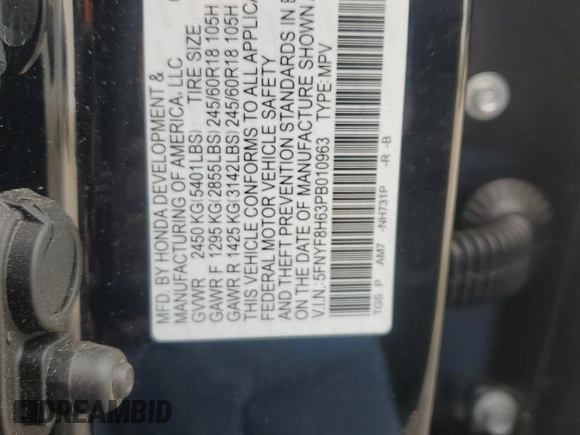 MFD. BY HONDA DEVELOPMENT &
MANUFACTURING OF AMERICA, LLC
GVWR 2450 KG(5401LBS) TIRE SIZE
GAWR F 1295 KG(2855LBS) 245/60R18 105H
GAWR R 1425 KG(3142LBS) 245/60R18 105H
THIS VEHICLE CONFORMS TO ALL APPLICA
FEDERAL MOTOR VEHICLE SAFETY
AND THEFT PREVENTION STANDARDS IN E
ON THE DATE OF MANUFACTURE SHOWN
V.I.N.:5FNYF8H63PB010963 TYPE:MPV
TGS P AM7 -NH731P -R -B
DREAMBID